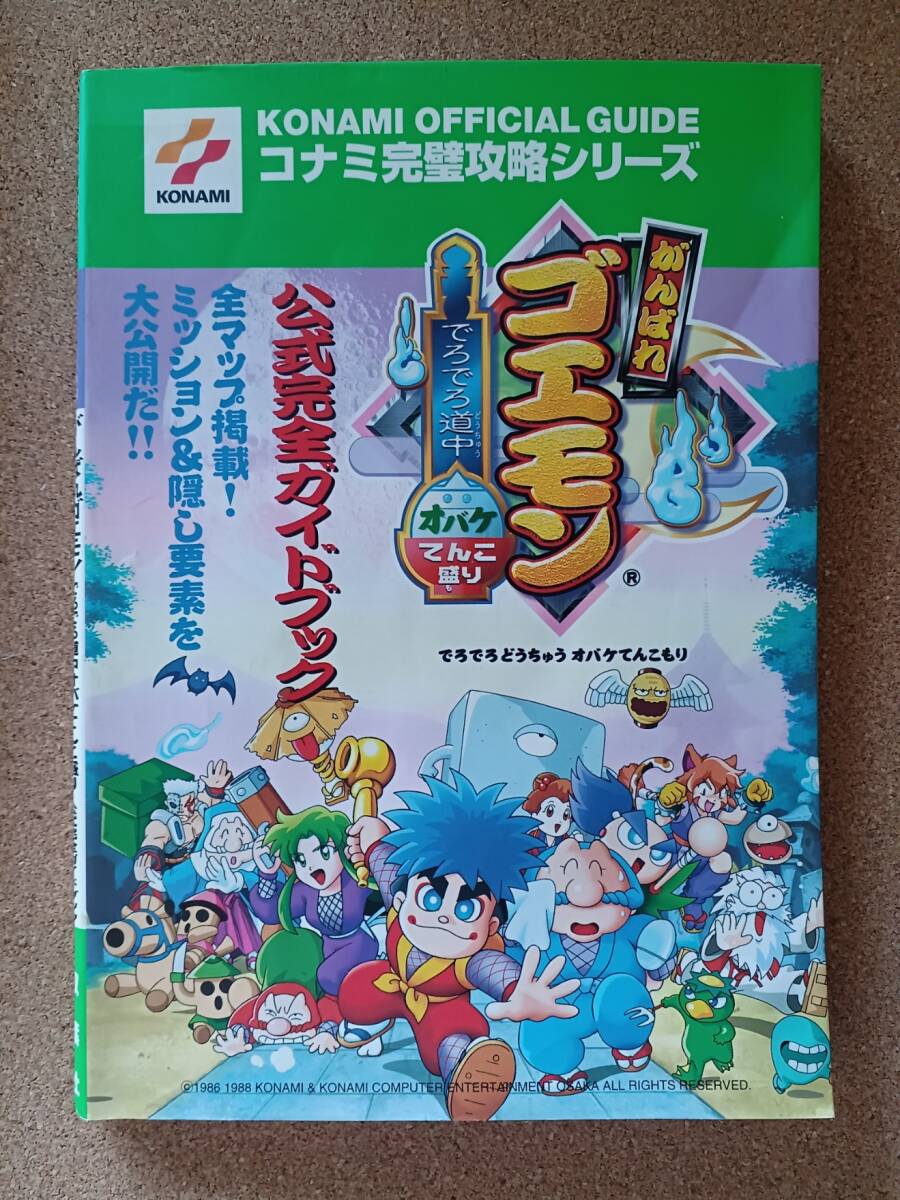 KONAMI
KONAMI OFFICIAL GUIDE
コナミ完璧攻略シリーズ
がんばれ
ゴエモン
®
でろでろ道中
どうちゅう
オバケ
てんこ
盛り
も
でろでろどうちゅう オバケてんこもり
公式完全ガイドブック
全マップ掲載!
ミッション&隠し要素を
大公開だ!!
©1986 1988 KONAMI & KONAMI COMPUTER ENTERTAINMENT OSAKA ALL RIGHTS RESERVED.